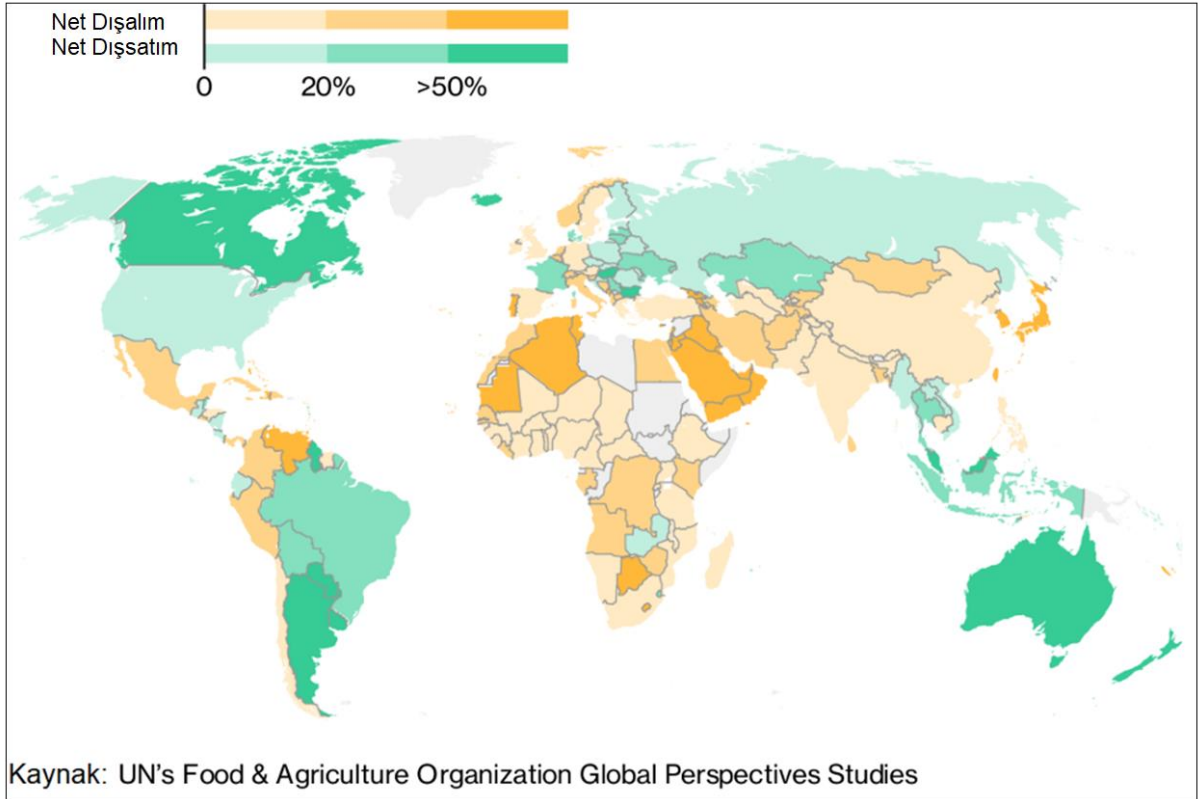 Net Dışalım
Net Dışsatım
0 20% >50%
Kaynak: UN's Food & Agriculture Organization Global Perspectives Studies